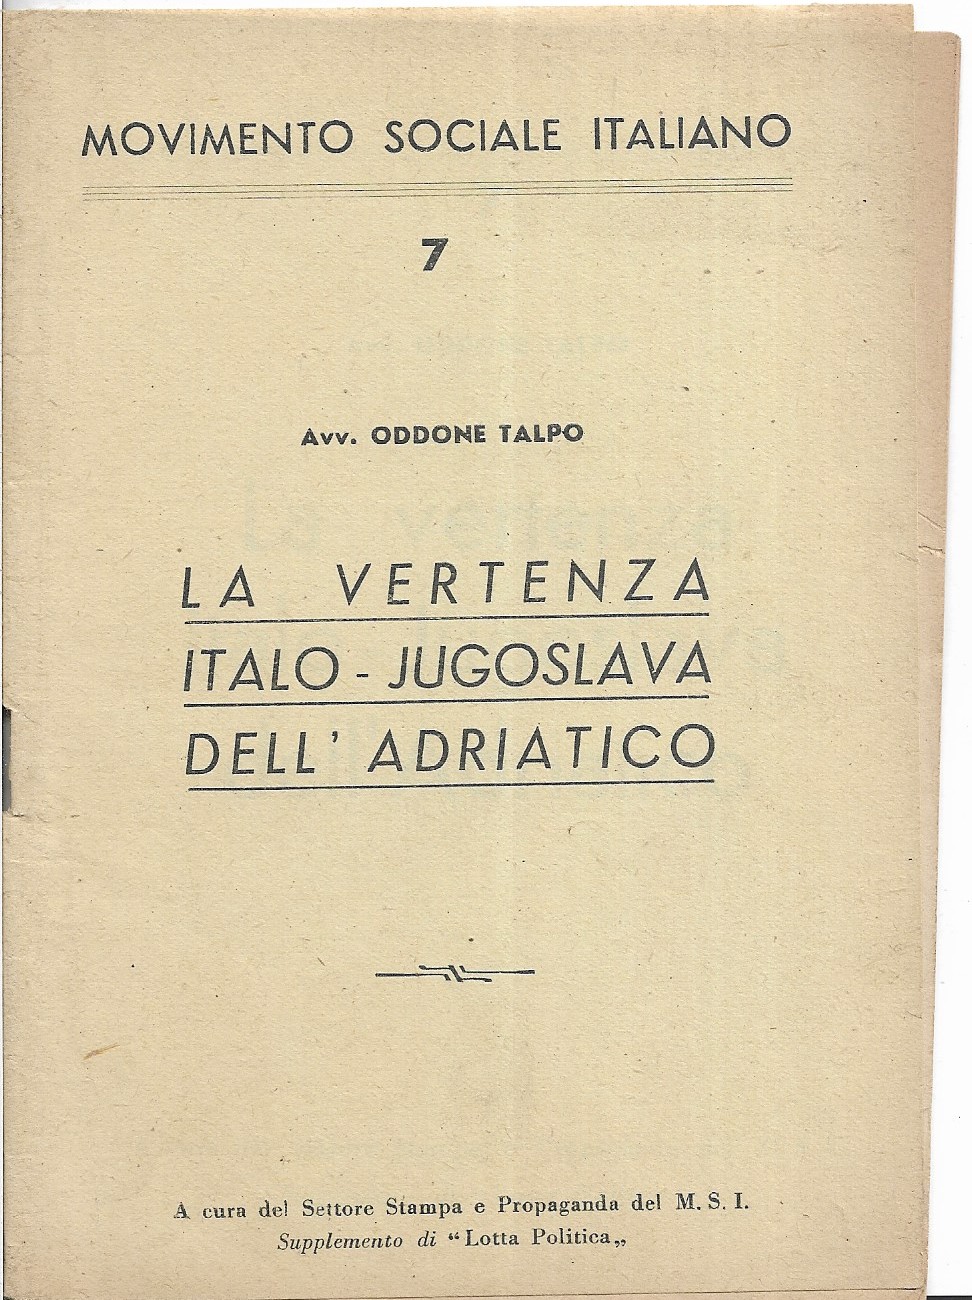 MOVIMENTO SOCIALE ITALIANO
7
Avv. ODDONE TALPO
LA VERTENZA
ITALO - JUGOSLAVA
DELL' ADRIATICO
A cura del Settore Stampa e Propaganda del M. S. I.
Supplemento di “Lotta Politica„